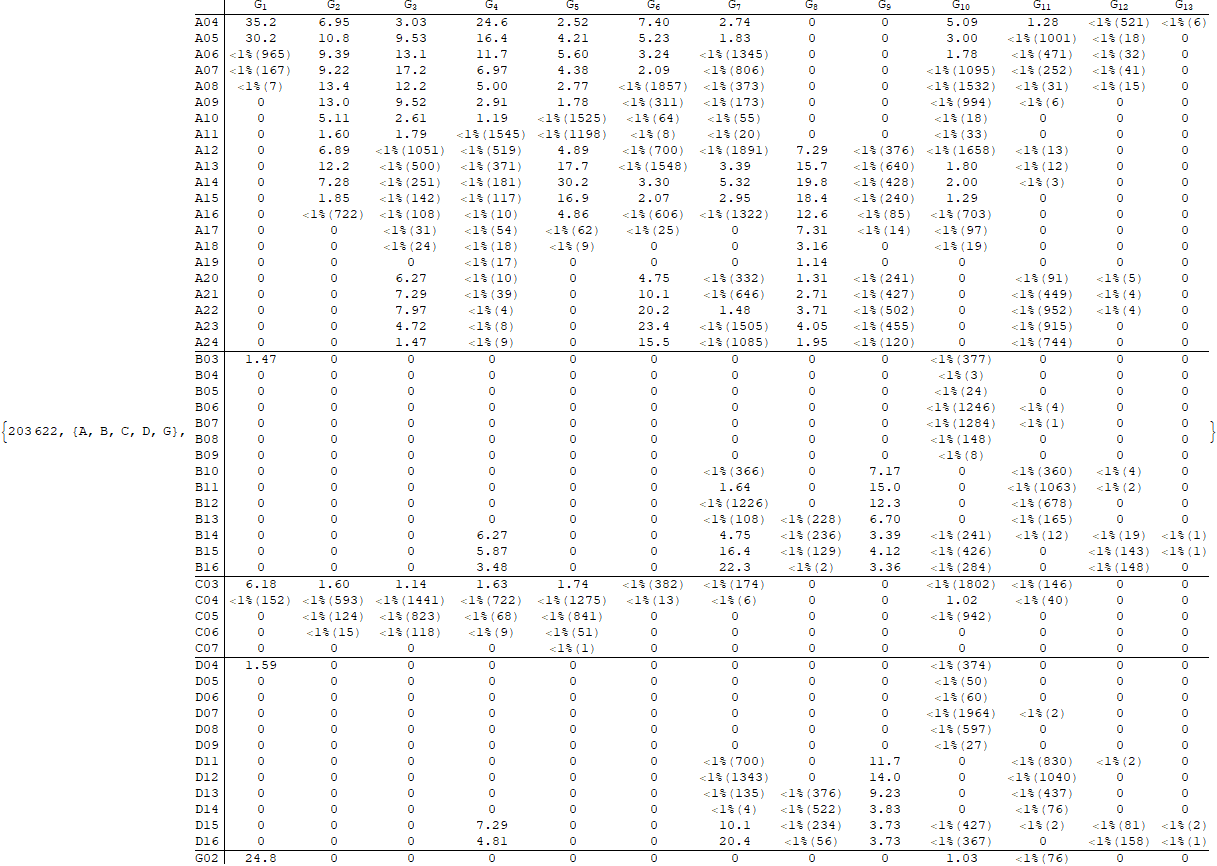 G1 G2 G3 G4 G5 G6 G7 G8 G9 G10 G11 G12 G13
A04 35.2 6.95 3.03 24.6 2.52 7.40 2.74 0 0 5.09 1.28 <1%(521) <1%(6)
A05 30.2 10.8 9.53 16.4 4.21 5.23 1.83 0 0 3.00 <1%(1001) <1%(18) 0
A06 <1%(965) 9.39 13.1 11.7 5.60 3.24 <1%(1345) 0 0 1.78 <1%(471) <1%(32) 0
A07 <1%(167) 9.22 17.2 6.97 4.38 2.09 <1%(806) 0 0 <1%(1095) <1%(252) <1%(41) 0
A08 <1%(7) 13.4 12.2 5.00 2.77 <1%(1857) <1%(373) 0 0 <1%(1532) <1%(31) <1%(15) 0
A09 0 13.0 9.52 2.91 1.78 <1%(311) <1%(173) 0 0 <1%(994) <1%(6) 0 0
A10 0 5.11 2.61 1.19 <1%(1525) <1%(64) <1%(55) 0 0 <1%(18) 0 0 0
A11 0 1.60 1.79 <1%(1545) <1%(1198) <1%(8) <1%(20) 0 0 <1%(33) 0 0 0
A12 0 6.89 <1%(1051) <1%(519) 4.89 <1%(700) <1%(1891) 7.29 <1%(376) <1%(1658) <1%(13) 0 0
A13 0 12.2 <1%(500) <1%(371) 17.7 <1%(1548) 3.39 15.7 <1%(640) 1.80 <1%(12) 0 0
A14 0 7.28 <1%(251) <1%(181) 30.2 3.30 5.32 19.8 <1%(428) 2.00 <1%(3) 0 0
A15 0 1.85 <1%(142) <1%(117) 16.9 2.07 2.95 18.4 <1%(240) 1.29 0 0 0
A16 0 <1%(722) <1%(108) <1%(10) 4.86 <1%(606) <1%(1322) 12.6 <1%(85) <1%(703) 0 0 0
A17 0 0 <1%(31) <1%(54) <1%(62) <1%(25) 0 7.31 <1%(14) <1%(97) 0 0 0
A18 0 0 <1%(24) <1%(18) <1%(9) 0 0 3.16 0 <1%(19) 0 0 0
A19 0 0 0 <1%(17) 0 0 0 1.14 0 0 0 0 0
A20 0 0 6.27 <1%(10) 0 4.75 <1%(332) 1.31 <1%(241) 0 <1%(91) <1%(5) 0
A21 0 0 7.29 <1%(39) 0 10.1 <1%(646) 2.71 <1%(427) 0 <1%(449) <1%(4) 0
A22 0 0 7.97 <1%(4) 0 20.2 1.48 3.71 <1%(502) 0 <1%(952) <1%(4) 0
A23 0 0 4.72 <1%(8) 0 23.4 <1%(1505) 4.05 <1%(455) 0 <1%(915) 0 0
A24 0 0 1.47 <1%(9) 0 15.5 <1%(1085) 1.95 <1%(120) 0 <1%(744) 0 0
B03 1.47 0 0 0 0 0 0 0 0 <1%(377) 0 0 0
B04 0 0 0 0 0 0 0 0 0 <1%(3) 0 0 0
B05 0 0 0 0 0 0 0 0 0 <1%(24) 0 0 0
B06 0 0 0 0 0 0 0 0 0 <1%(1246) <1%(4) 0 0
{203622, {A, B, C, D, G}, B07 0 0 0 0 0 0 0 0 0 <1%(1284) <1%(1) 0 0 }
B08 0 0 0 0 0 0 0 0 0 <1%(148) 0 0 0
B09 0 0 0 0 0 0 0 0 0 <1%(8) 0 0 0
B10 0 0 0 0 0 0 <1%(366) 0 7.17 0 <1%(360) <1%(4) 0
B11 0 0 0 0 0 0 1.64 0 15.0 0 <1%(1063) <1%(2) 0
B12 0 0 0 0 0 0 <1%(1226) 0 12.3 0 <1%(678) 0 0
B13 0 0 0 0 0 0 <1%(108) <1%(228) 6.70 0 <1%(165) 0 0
B14 0 0 0 6.27 0 0 4.75 <1%(236) 3.39 <1%(241) <1%(12) <1%(19) <1%(1)
B15 0 0 0 5.87 0 0 16.4 <1%(129) 4.12 <1%(426) 0 <1%(143) <1%(1)
B16 0 0 0 3.48 0 0 22.3 <1%(2) 3.36 <1%(284) 0 <1%(148) 0
C03 6.18 1.60 1.14 1.63 1.74 <1%(382) <1%(174) 0 0 <1%(1802) <1%(146) 0 0
C04 <1%(152) <1%(593) <1%(1441) <1%(722) <1%(1275) <1%(13) <1%(6) 0 0 1.02 <1%(40) 0 0
C05 0 <1%(124) <1%(823) <1%(68) <1%(841) 0 0 0 0 <1%(942) 0 0 0
C06 0 <1%(15) <1%(118) <1%(9) <1%(51) 0 0 0 0 0 0 0 0
C07 0 0 0 0 <1%(1) 0 0 0 0 0 0 0 0
D04 1.59 0 0 0 0 0 0 0 0 <1%(374) 0 0 0
D05 0 0 0 0 0 0 0 0 0 <1%(50) 0 0 0
D06 0 0 0 0 0 0 0 0 0 <1%(60) 0 0 0
D07 0 0 0 0 0 0 0 0 0 <1%(1964) <1%(2) 0 0
D08 0 0 0 0 0 0 0 0 0 <1%(597) 0 0 0
D09 0 0 0 0 0 0 0 0 0 <1%(27) 0 0 0
D11 0 0 0 0 0 0 <1%(700) 0 11.7 0 <1%(830) <1%(2) 0
D12 0 0 0 0 0 0 <1%(1343) 0 14.0 0 <1%(1040) 0 0
D13 0 0 0 0 0 0 <1%(135) <1%(376) 9.23 0 <1%(437) 0 0
D14 0 0 0 0 0 0 <1%(4) <1%(522) 3.83 0 <1%(76) 0 0
D15 0 0 0 7.29 0 0 10.1 <1%(234) 3.73 <1%(427) <1%(2) <1%(81) <1%(2)
D16 0 0 0 4.81 0 0 20.4 <1%(56) 3.73 <1%(367) 0 <1%(158) <1%(1)
G02 24.8 0 0 0 0 0 0 0 0 1.03 <1%(76) 0 0